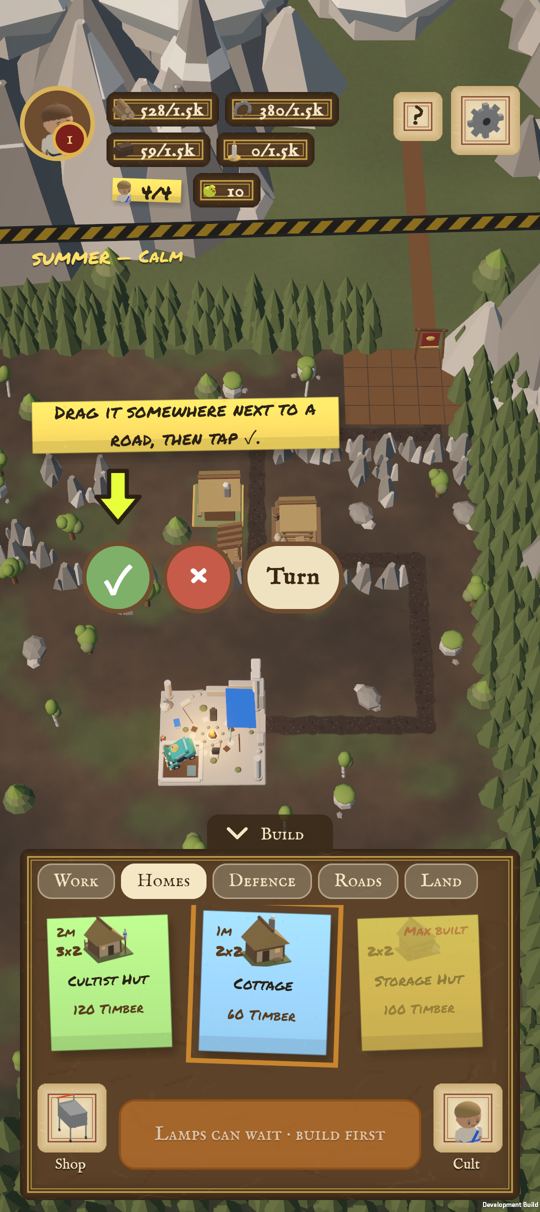 528/1.5k
380/1.5k
1
59/1.5k
0/1.5k
?
4/4
10
SUMMER – CALM
DRAG IT SOMEWHERE NEXT TO A
ROAD, THEN TAP ✓.
✓
×
Turn
BUILD
WORK
HOMES
DEFENCE
ROADS
LAND
2M
3x2
CULTIST HUT
120 TIMBER
1M
2x2
COTTAGE
60 TIMBER
MAX BUILT
2x2
STORAGE HUT
100 TIMBER
LAMPS CAN WAIT · BUILD FIRST
Shop
Cult
Development Build